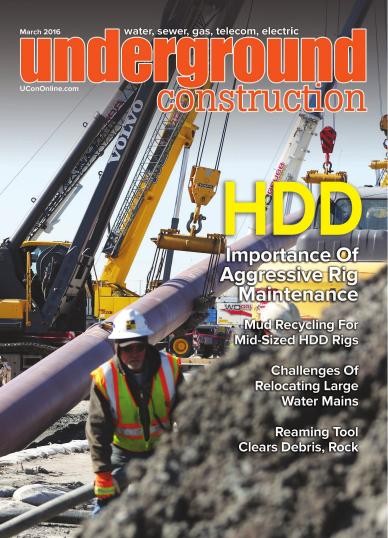 March 2016
water, sewer, gas, telecom, electric
underground
UConOnline.com
construction
VOLVO
HDD
Importance Of
Aggressive Rig
Maintenance
Mud Recycling For
Mid-Sized HDD Rigs
Challenges Of
Relocating Large
Water Mains
Reaming Tool
Clears Debris, Rock